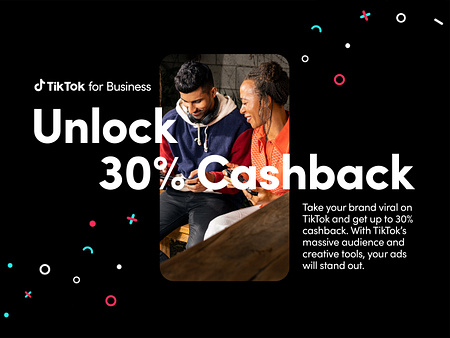 TikTok for Business
Unlock
30% Cashback
Take your brand viral on
TikTok and get up to 30%
cashback. With TikTok's
massive audience and
creative tools, your ads
will stand out.